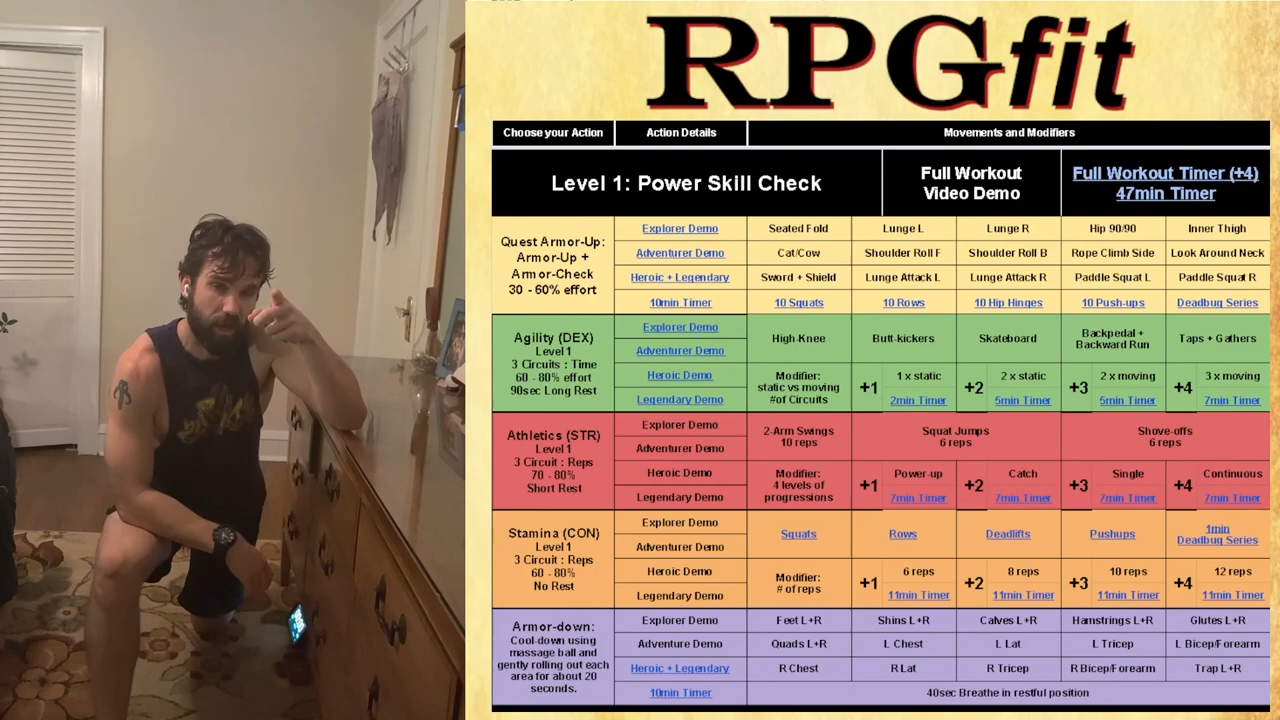 RPGfit
Choose your Action
Action Details
Movements and Modifiers
Level 1: Power Skill Check
Full Workout
Video Demo
Full Workout Timer (+4)
47min Timer
Quest Armor-Up:
Armor-Up +
Armor-Check
30 - 60% effort
Explorer Demo
Seated Fold
Lunge L
Lunge R
Hip 90/90
Inner Thigh
Adventurer Demo
Cat/Cow
Shoulder Roll F
Shoulder Roll B
Rope Climb Side
Look Around Neck
Heroic + Legendary
Sword + Shield
Lunge Attack L
Lunge Attack R
Paddle Squat L
Paddle Squat R
10min Timer
10 Squats
10 Rows
10 Hip Hinges
10 Push-ups
Deadbug Series
Agility (DEX)
Level 1
3 Circuits : Time
60 - 80% effort
90sec Long Rest
Explorer Demo
Adventurer Demo
High-Knee
Butt-kickers
Skateboard
Backpedal +
Backward Run
Taps + Gathers
Heroic Demo
Legendary Demo
Modifier:
static vs moving
#of Circuits
+1
1 x static
2min Timer
+2
2 x static
5min Timer
+3
2 x moving
5min Timer
+4
3 x moving
7min Timer
Athletics (STR)
Level 1
3 Circuit : Reps
70 - 80%
Short Rest
Explorer Demo
Adventurer Demo
2-Arm Swings
10 reps
Squat Jumps
6 reps
Shove-offs
6 reps
Heroic Demo
Legendary Demo
Modifier:
4 levels of
progressions
+1
Power-up
7min Timer
+2
Catch
7min Timer
+3
Single
7min Timer
+4
Continuous
7min Timer
Stamina (CON)
Level 1
3 Circuit : Reps
60 - 80%
No Rest
Explorer Demo
Adventurer Demo
Squats
Rows
Deadlifts
Pushups
1min
Deadbug Series
Heroic Demo
Legendary Demo
Modifier:
# of reps
+1
6 reps
11min Timer
+2
8 reps
11min Timer
+3
10 reps
11min Timer
+4
12 reps
11min Timer
Armor-down:
Cool-down using
massage ball and
gently rolling out each
area for about 20
seconds.
Explorer Demo
Feet L+R
Shins L+R
Calves L+R
Hamstrings L+R
Glutes L+R
Adventure Demo
Quads L+R
L Chest
L Lat
L Tricep
L Bicep/Forearm
Heroic + Legendary
R Chest
R Lat
R Tricep
R Bicep/Forearm
Trap L+R
10min Timer
40sec Breathe in restful position